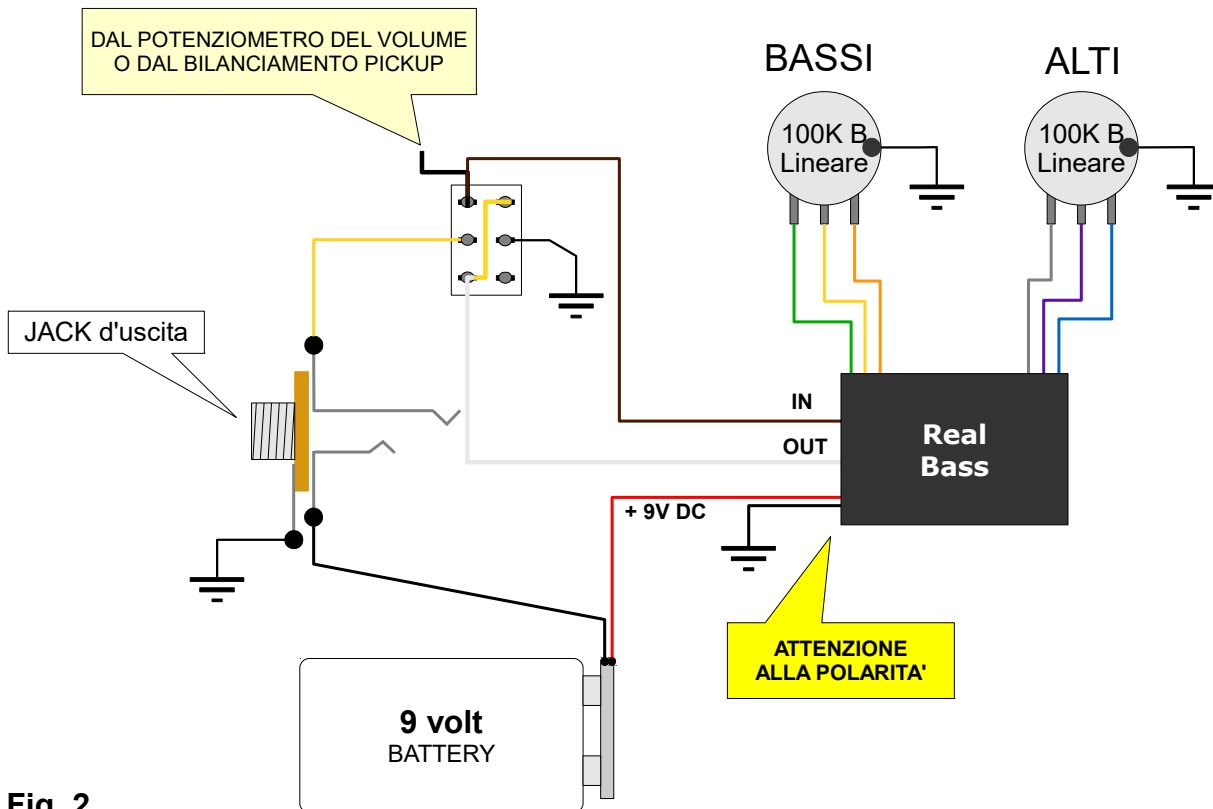 DAL POTENZIOMETRO DEL VOLUME
O DAL BILANCIAMENTO PICKUP
BASSI
ALTI
100K B
Lineare
100K B
Lineare
JACK d'uscita
IN
OUT
Real
Bass
+ 9V DC
ATTENZIONE
ALLA POLARITA'
9 volt
BATTERY
Fig. 2